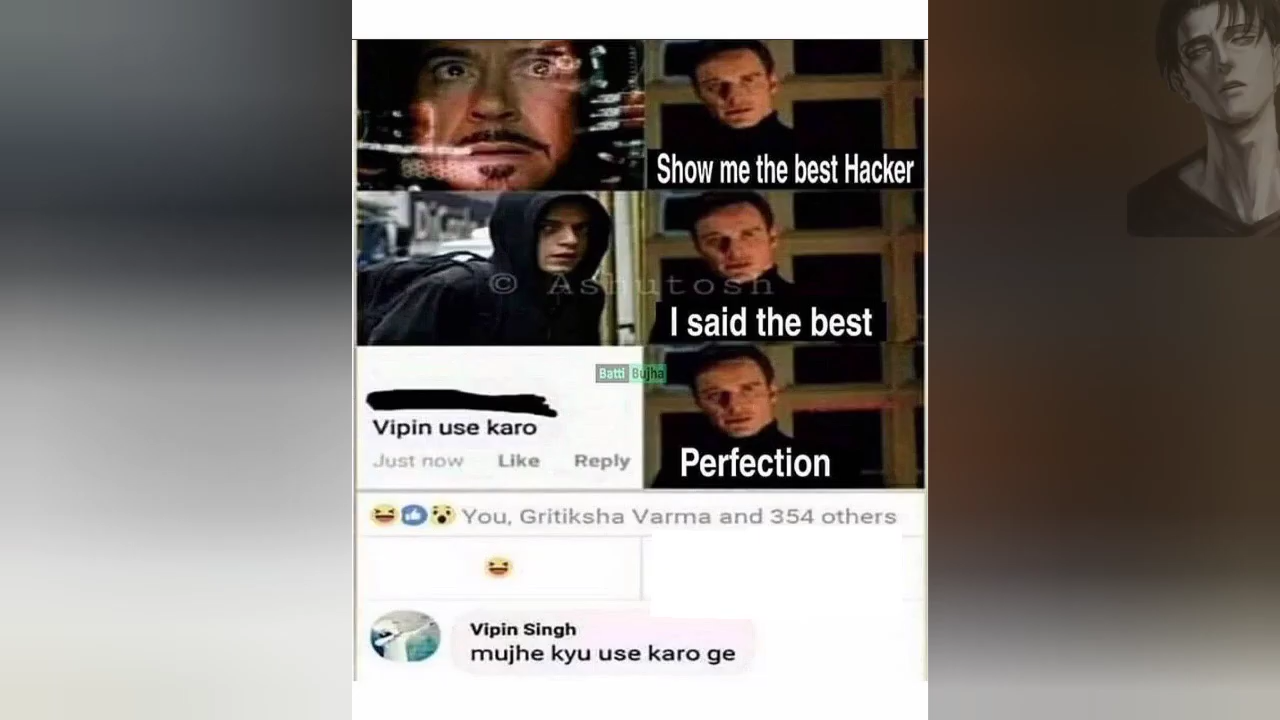 Show me the best Hacker
© Ashutosh
I said the best
Batti Bujha
Vipin use karo
Just now Like Reply
Perfection
You, Gritiksha Varma and 354 others
Vipin Singh
mujhe kyu use karo ge